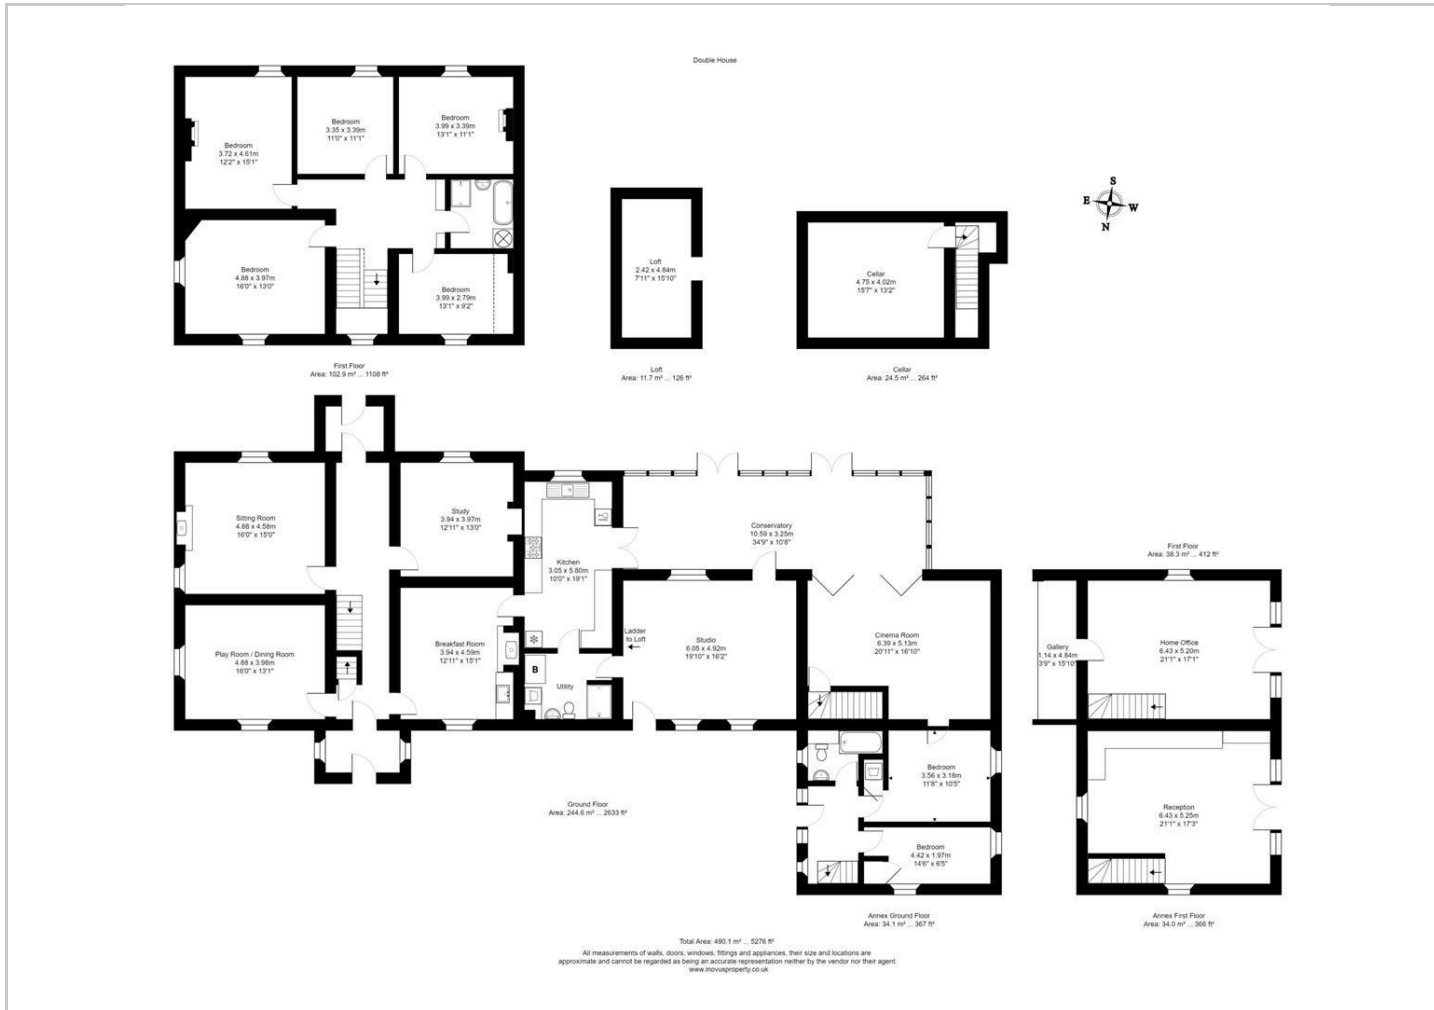 Double House
S
E
W
N
Bedroom
3.72 x 4.61m
12'2" x 15'1"
Bedroom
3.35 x 3.39m
11'0" x 11'1"
Bedroom
3.99 x 3.39m
13'1" x 11'1"
Bedroom
4.88 x 3.97m
16'0" x 13'0"
Bedroom
3.99 x 2.79m
13'1" x 9'2"
First Floor
Area: 102.9 m² ... 1108 ft²
Loft
2.42 x 4.84m
7'11" x 15'10"
Loft
Area: 11.7 m² ... 126 ft²
Cellar
4.75 x 4.02m
15'7" x 13'2"
Cellar
Area: 24.5 m² ... 264 ft²
Sitting Room
4.88 x 4.58m
16'0" x 15'0"
Study
3.94 x 3.97m
12'11" x 13'0"
Kitchen
3.05 x 5.80m
10'0" x 19'1"
Conservatory
10.59 x 3.25m
34'9" x 10'8"
Play Room / Dining Room
4.88 x 3.98m
16'0" x 13'1"
Breakfast Room
3.94 x 4.59m
12'11" x 15'1"
B
Utility
Ladder
to Loft
Studio
6.05 x 4.92m
19'10" x 16'2"
Cinema Room
6.39 x 5.13m
20'11" x 16'10"
Ground Floor
Area: 244.6 m² ... 2633 ft²
Bedroom
3.56 x 3.18m
11'8" x 10'5"
Bedroom
4.42 x 1.97m
14'6" x 6'5"
Annex Ground Floor
Area: 34.1 m² ... 367 ft²
First Floor
Area: 38.3 m² ... 412 ft²
Gallery
1.14 x 4.84m
3'9" x 15'10"
Home Office
6.43 x 5.20m
21'1" x 17'1"
Reception
6.43 x 5.25m
21'1" x 17'3"
Annex First Floor
Area: 34.0 m² ... 366 ft²
Total Area: 490.1 m² ... 5276 ft²
All measurements of walls, doors, windows, fittings and appliances, their size and locations are
approximate and cannot be regarded as being an accurate representation neither by the vendor nor their agent.
www.inovusproperty.co.uk